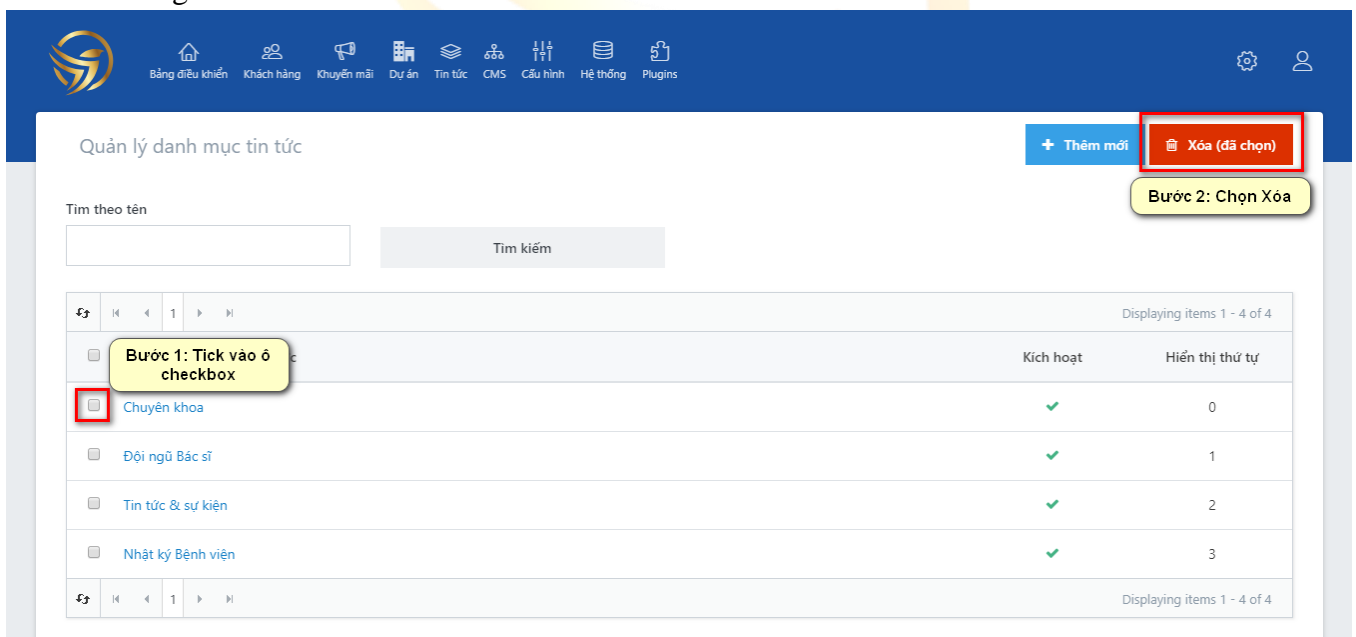 Bảng điều khiển Khách hàng Khuyến mãi Dự án Tin tức CMS Cấu hình Hệ thống Plugins
Quản lý danh mục tin tức
+ Thêm mới
Xóa (đã chọn)
Bước 2: Chọn Xóa
Tìm theo tên
Tìm kiếm
1
Displaying items 1 - 4 of 4
Bước 1: Tick vào ô
checkbox
c
Kích hoạt
Hiển thị thứ tự
Chuyên khoa 0
Đội ngũ Bác sĩ 1
Tin tức & sự kiện 2
Nhật ký Bệnh viện 3
1
Displaying items 1 - 4 of 4